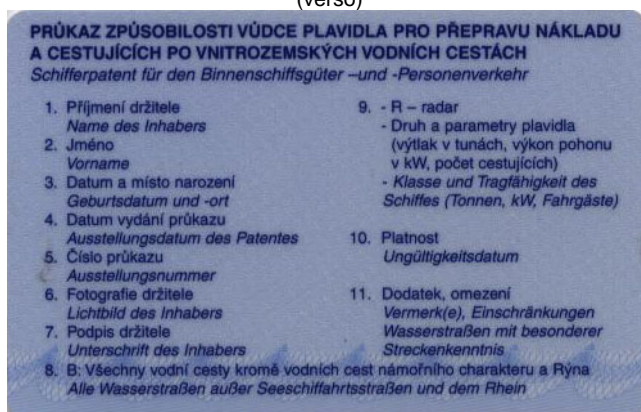 (verso)
PRŮKAZ ZPŮSOBILOSTI VŮDCE PLAVIDLA PRO PŘEPRAVU NÁKLADU
A CESTUJÍCÍCH PO VNITROZEMSKÝCH VODNÍCH CESTÁCH
Schifferpatent für den Binnenschiffsgüter –und -Personenverkehr
1. Příjmení držitele
Name des Inhabers
2. Jméno
Vorname
3. Datum a místo narození
Geburtsdatum und -ort
4. Datum vydání průkazu
Ausstellungsdatum des Patentes
5. Číslo průkazu
Ausstellungsnummer
6. Fotografie držitele
Lichtbild des Inhabers
7. Podpis držitele
Unterschrift des Inhabers
8. B: Všechny vodní cesty kromě vodních cest námořního charakteru a Rýna
Alle Wasserstraßen außer Seeschiffahrtsstraßen und dem Rhein
9. - R – radar
- Druh a parametry plavidla
(výtlak v tunách, výkon pohonu
v kW, počet cestujících)
- Klasse und Tragfähigkeit des
Schiffes (Tonnen, kW, Fahrgäste)
10. Platnost
Ungültigkeitsdatum
11. Dodatek, omezení
Vermerk(e), Einschränkungen
Wasserstraßen mit besonderer
Streckenkenntnis